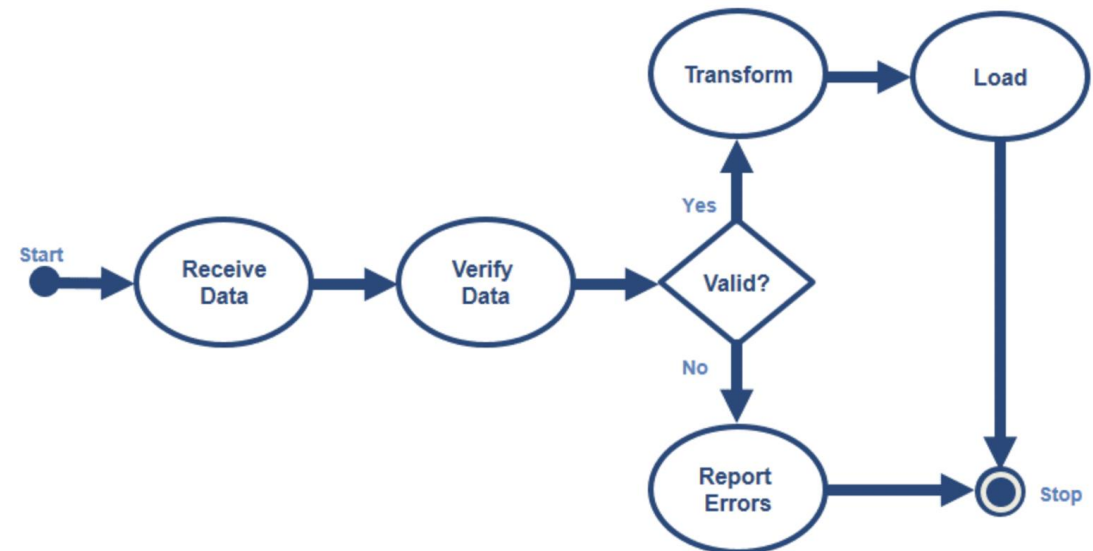 Start
Receive
Data
Verify
Data
Valid?
Yes
Transform
Load
No
Report
Errors
Stop